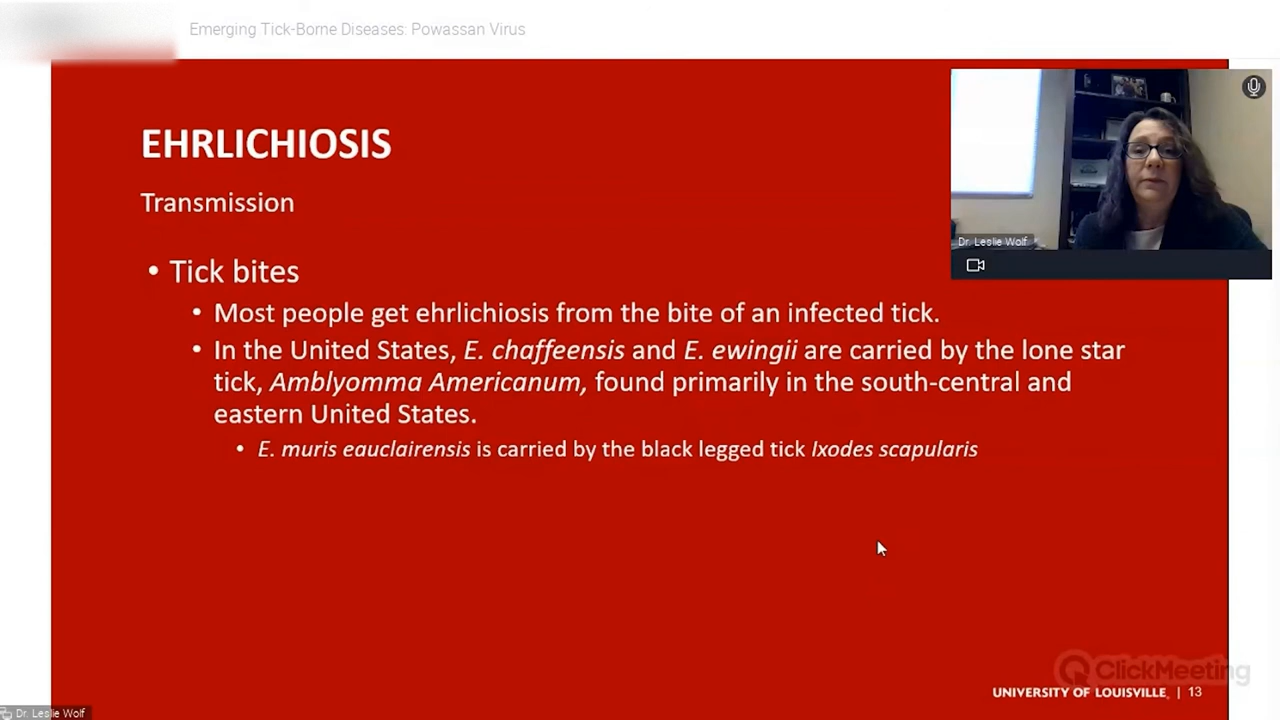 Emerging Tick-Borne Diseases: Powassan Virus
EHRLICHIOSIS
Transmission
• Tick bites
• Most people get ehrlichiosis from the bite of an infected tick.
• In the United States, E. chaffeensis and E. ewingii are carried by the lone star
tick, Amblyomma Americanum, found primarily in the south-central and
eastern United States.
• E. muris eauclairensis is carried by the black legged tick Ixodes scapularis
Dr. Leslie Wolf
ClickMeeting
UNIVERSITY OF LOUISVILLE | 13
Dr. Leslie Wolf